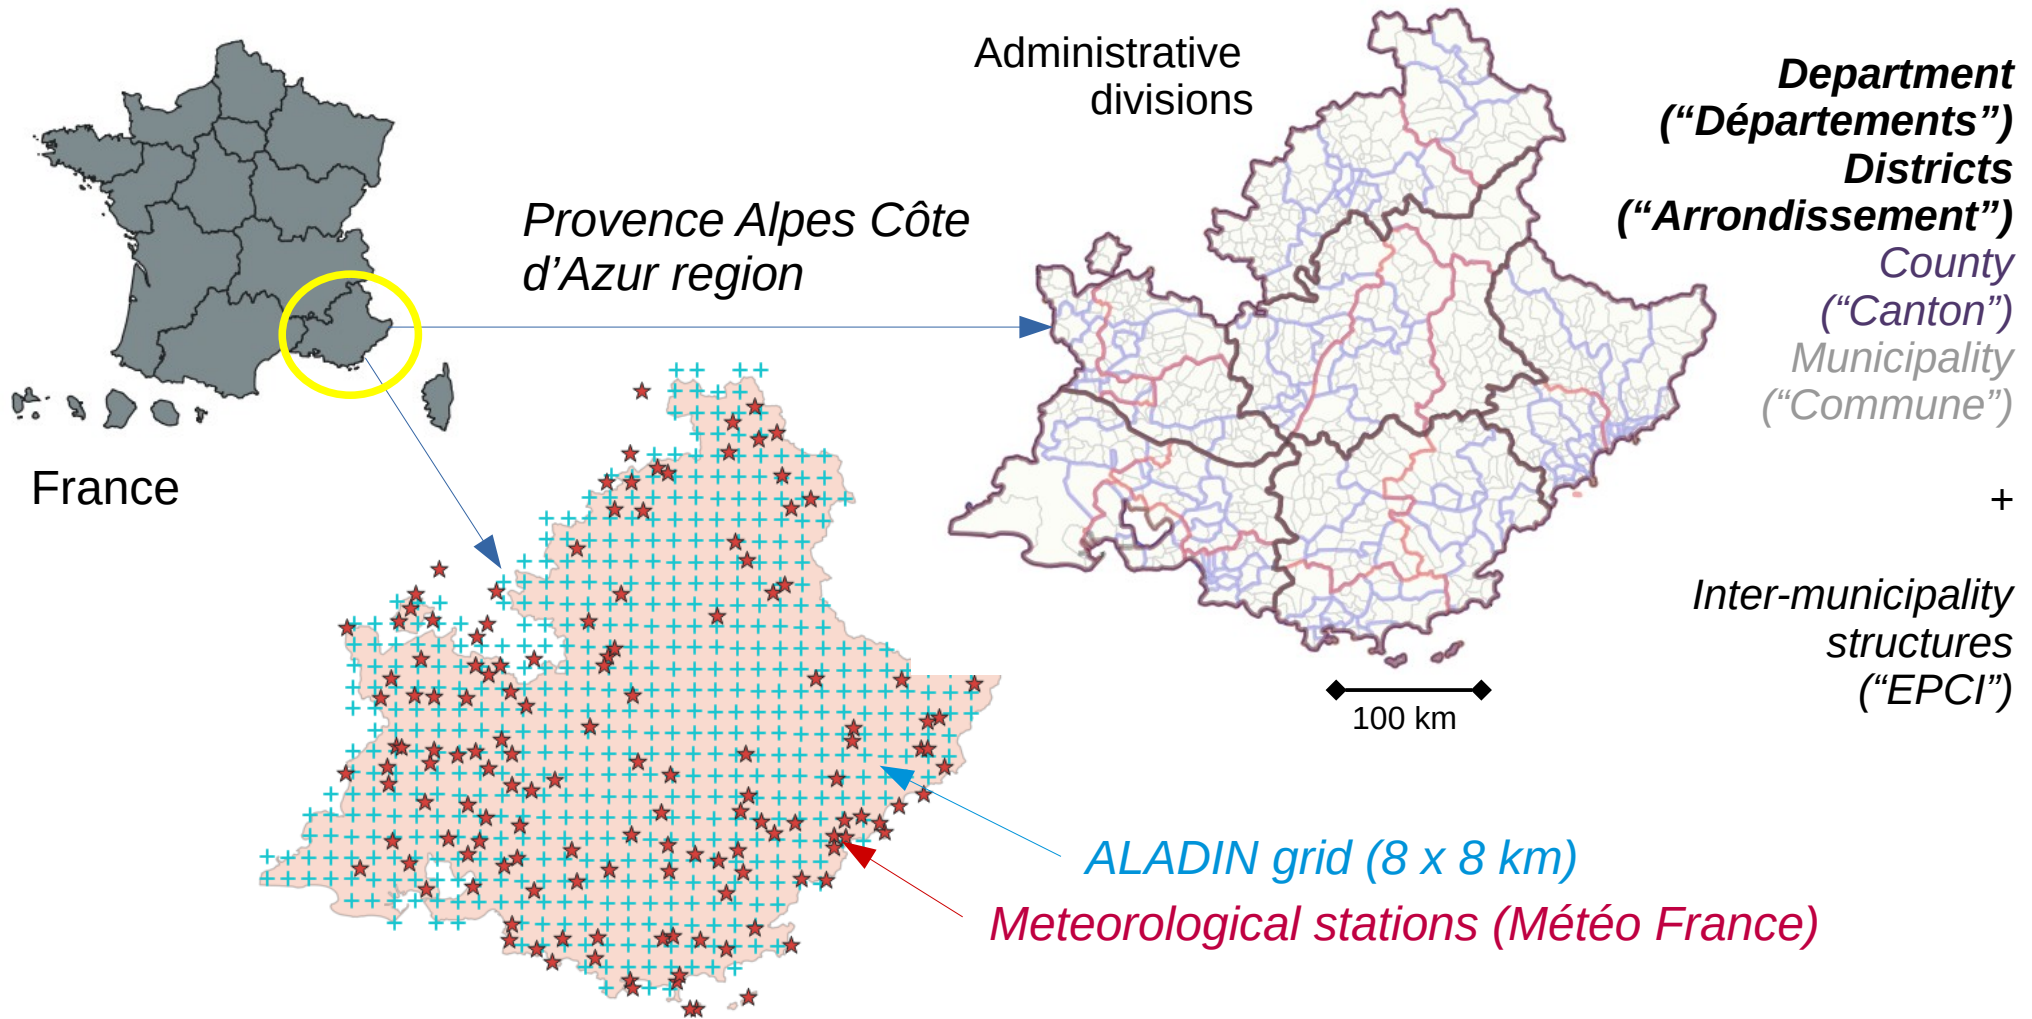 Administrative
divisions
Department
(“Départements”)
Districts
(“Arrondissement”)
County
(“Canton”)
Municipality
(“Commune”)
+
Inter-municipality
structures
(“EPCI”)
Provence Alpes Côte
d’Azur region
France
100 km
ALADIN grid (8 x 8 km)
Meteorological stations (Météo France)